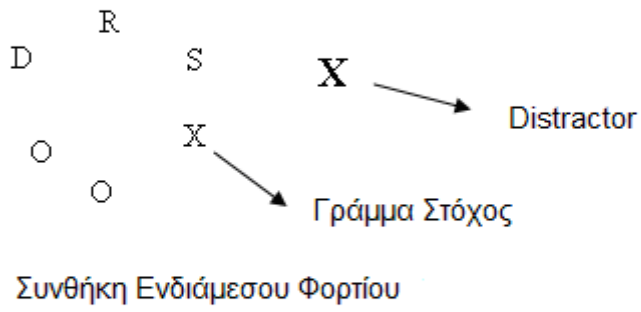 R
D S X
Distractor
X
O
O
Γράμμα Στόχος
Συνθήκη Ενδιάμεσου Φορτίου